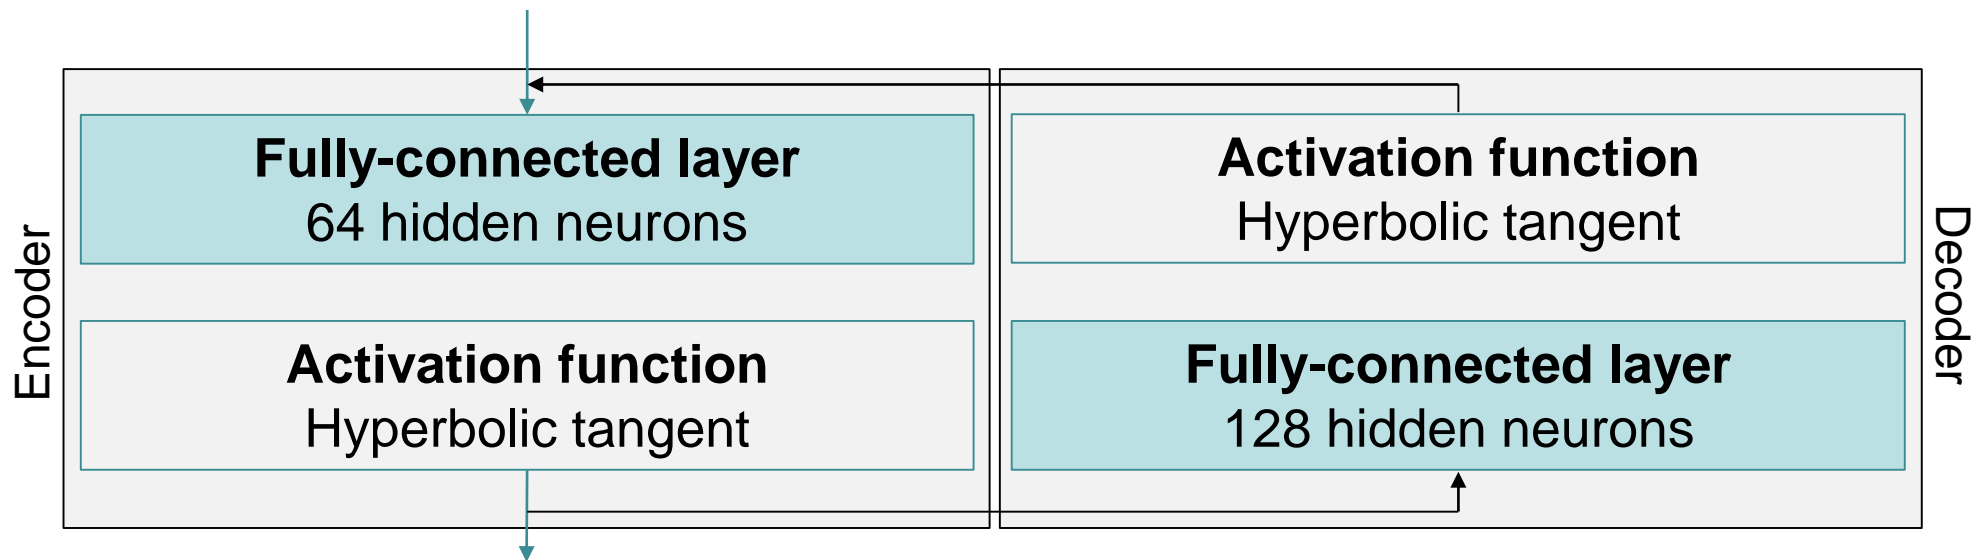 Encoder
Fully-connected layer
64 hidden neurons
Activation function
Hyperbolic tangent
Activation function
Hyperbolic tangent
Fully-connected layer
128 hidden neurons
Decoder